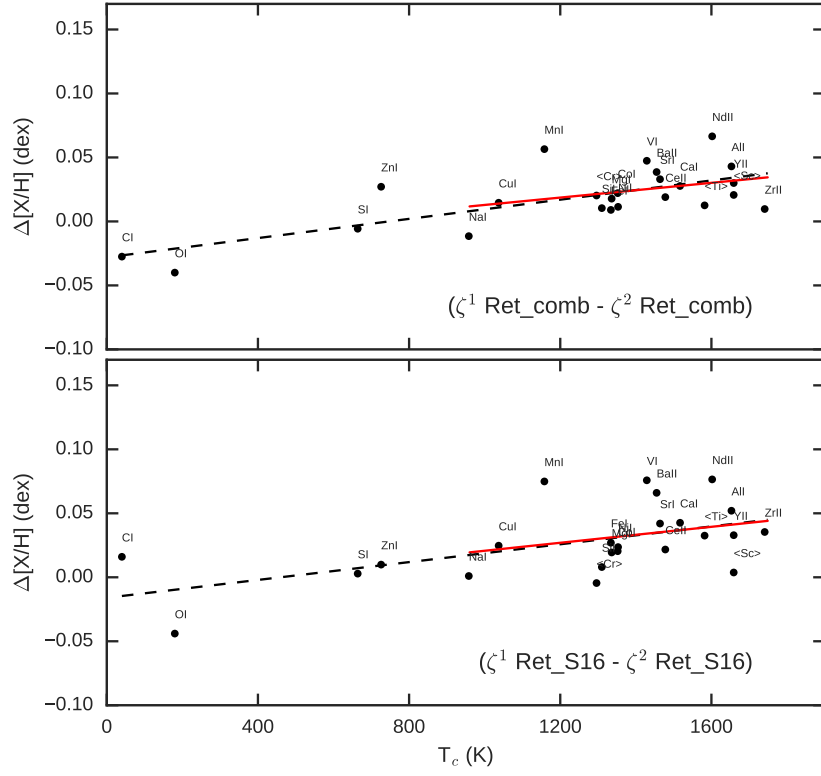 0.15
0.10
0.05
0.00
−0.05
−0.10
Δ[X/H] (dex)
CI
OI
SI
ZnI
NaI
CuI
MnI
<Cr>
CoI
MgI
NiI
VI
BaII
SrI
CeII
CaI
NdII
AlI
YII
<Sc>
<Ti>
ZrII
(ζ¹ Ret_comb - ζ² Ret_comb)
0.15
0.10
0.05
0.00
−0.05
−0.10
Δ[X/H] (dex)
CI
OI
SI
ZnI
NaI
CuI
MnI
FeI
MgI
<Cr>
VI
BaII
SrI
CaI
CeII
NdII
AlI
<Ti>
YII
ZrII
<Sc>
(ζ¹ Ret_S16 - ζ² Ret_S16)
0
400
800
1200
1600
T_c (K)